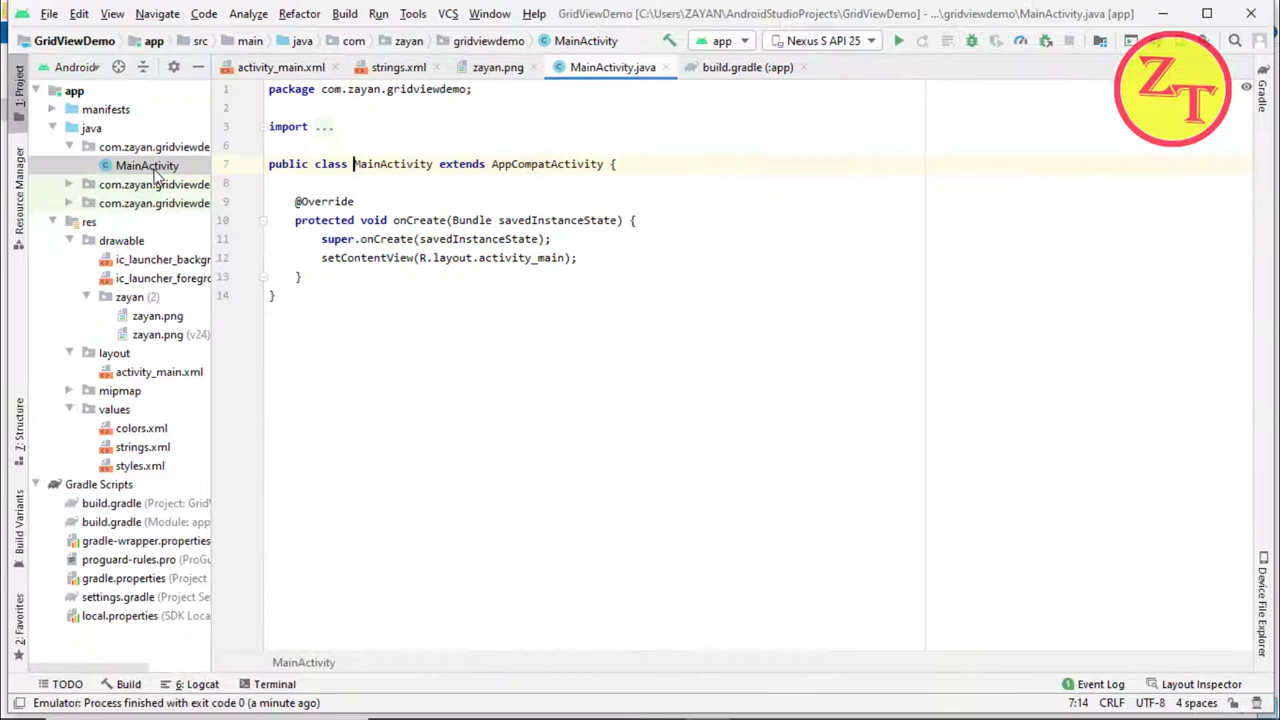 File Edit View Navigate Code Analyze Refactor Build Run Tools VCS Window Help GridViewDemo [C:\Users\ZAYAN\AndroidStudioProjects\GridViewDemo] - ...\gridviewdemo\MainActivity.java [app]
GridViewDemo app src main java com zayan gridviewdemo MainActivity app Nexus S API 25
Android activity_main.xml strings.xml zayan.png MainActivity.java build.gradle (:app)
ZT
1: Project
Resource Manager
7: Structure
Build Variants
2: Favorites
app
manifests
java
com.zayan.gridviewde
MainActivity
com.zayan.gridviewde
com.zayan.gridviewde
res
drawable
ic_launcher_backgr
ic_launcher_foregro
zayan (2)
zayan.png
zayan.png (v24)
layout
activity_main.xml
mipmap
values
colors.xml
strings.xml
styles.xml
Gradle Scripts
build.gradle (Project: Grid
build.gradle (Module: app
gradle-wrapper.properties
proguard-rules.pro (ProGu
gradle.properties (Project
settings.gradle (Project Se
local.properties (SDK Loca
1 package com.zayan.gridviewdemo;
2
3 import ...
6
7 public class MainActivity extends AppCompatActivity {
8
9 @Override
10 protected void onCreate(Bundle savedInstanceState) {
11 super.onCreate(savedInstanceState);
12 setContentView(R.layout.activity_main);
13 }
14 }
Gradle
Device File Explorer
MainActivity
TODO Build 6: Logcat Terminal 1 Event Log Layout Inspector
Emulator: Process finished with exit code 0 (a minute ago) 7:14 CRLF UTF-8 4 spaces